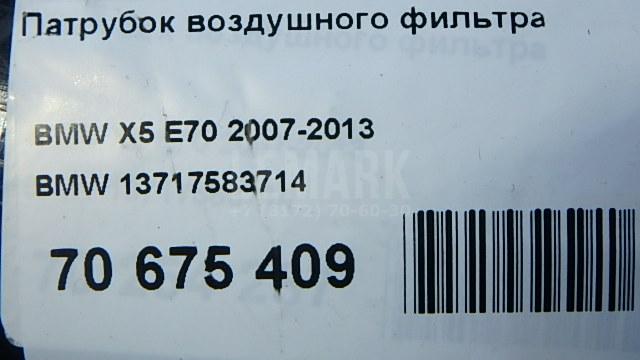 Патрубок воздушного фильтра
BMW X5 E70 2007-2013
BMW 13717583714
70 675 409